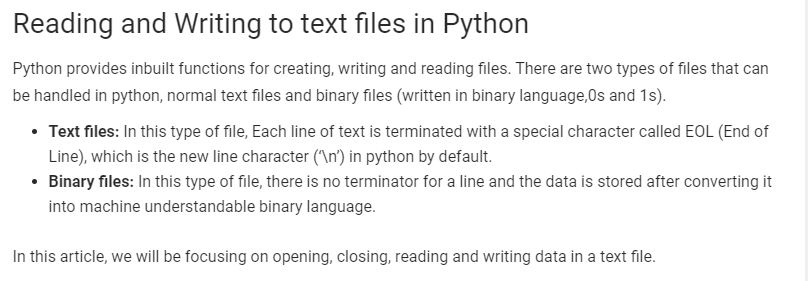 Reading and Writing to text files in Python
Python provides inbuilt functions for creating, writing and reading files. There are two types of files that can
be handled in python, normal text files and binary files (written in binary language,0s and 1s).
• Text files: In this type of file, Each line of text is terminated with a special character called EOL (End of
Line), which is the new line character (‘\n’) in python by default.
• Binary files: In this type of file, there is no terminator for a line and the data is stored after converting it
into machine understandable binary language.
In this article, we will be focusing on opening, closing, reading and writing data in a text file.